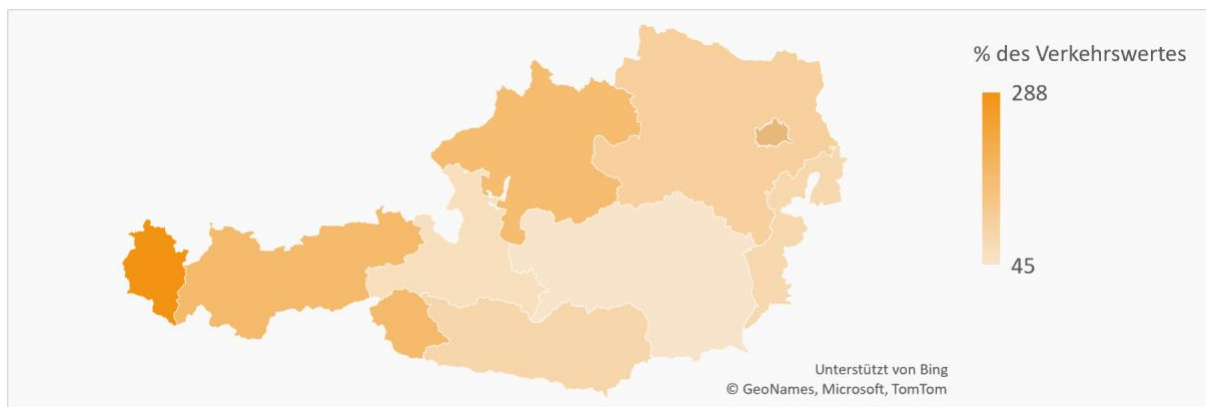 % des Verkehrswertes
288
45
Unterstützt von Bing
© GeoNames, Microsoft, TomTom